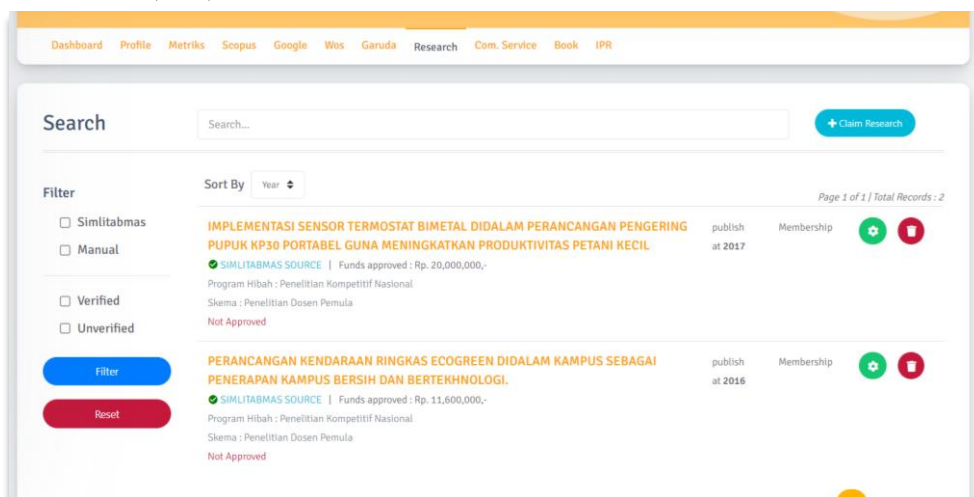 Dashboard Profile Metriks Scopus Google Wos Garuda Research Com. Service Book IPR
Search
Search...
+ Claim Research
Filter
Sort By Year
Page 1 of 1 | Total Records : 2
Simlitabmas
Manual
Verified
Unverified
Filter
Reset
IMPLEMENTASI SENSOR TERMOSTAT BIMETAL DIDALAM PERANCANGAN PENGERING
PUPUK KP30 PORTABEL GUNA MENINGKATKAN PRODUKTIVITAS PETANI KECIL
SIMLITABMAS SOURCE | Funds approved : Rp. 20,000,000,-
Program Hibah : Penelitian Kompetitif Nasional
Skema : Penelitian Dosen Pemula
Not Approved
publish
at 2017
Membership
PERANCANGAN KENDARAAN RINGKAS ECOGREEN DIDALAM KAMPUS SEBAGAI
PENERAPAN KAMPUS BERSIH DAN BERTEKHNOLOGI.
SIMLITABMAS SOURCE | Funds approved : Rp. 11,600,000,-
Program Hibah : Penelitian Kompetitif Nasional
Skema : Penelitian Dosen Pemula
Not Approved
publish
at 2016
Membership